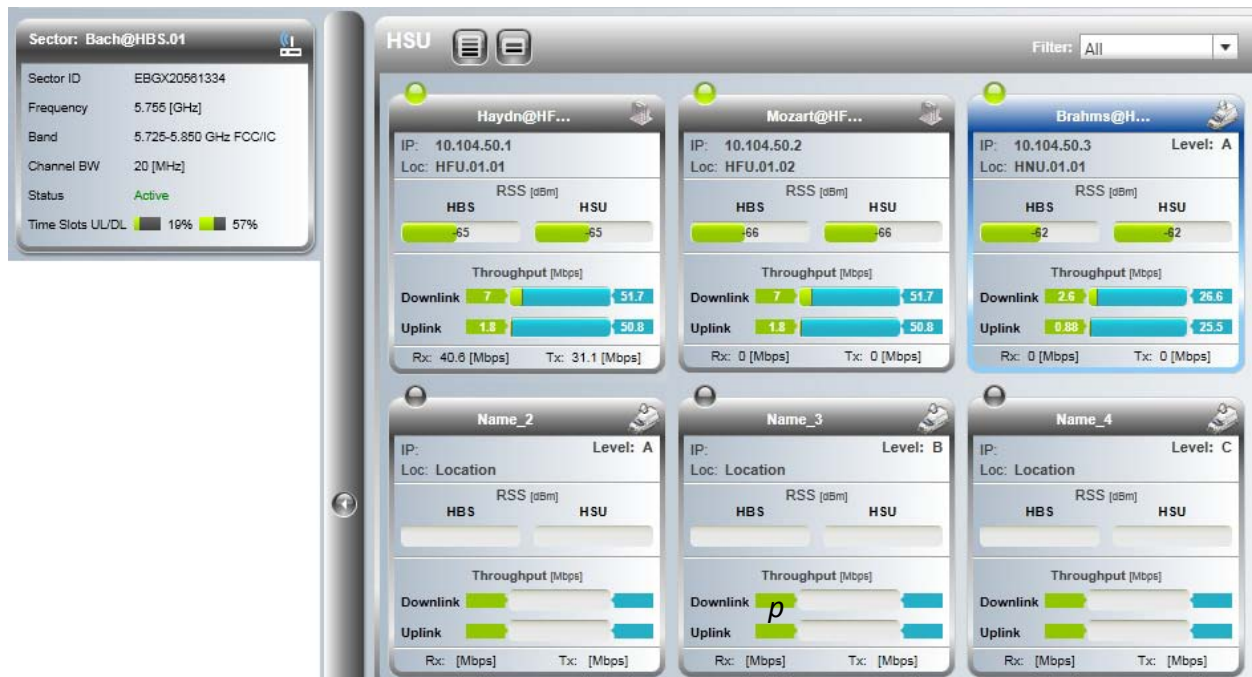 Sector: Bach@HBS.01
Sector ID EBGX20561334
Frequency 5.755 [GHz]
Band 5.725-5.850 GHz FCC/IC
Channel BW 20 [MHz]
Status Active
Time Slots UL/DL 19% 57%
HSU Filter: All
Haydn@HF...
IP: 10.104.50.1
Loc: HFU.01.01
RSS [dBm]
HBS HSU
-65 -65
Throughput [Mbps]
Downlink 7 51.7
Uplink 1.8 50.8
Rx: 40.6 [Mbps] Tx: 31.1 [Mbps]
Mozart@HF...
IP: 10.104.50.2
Loc: HFU.01.02
RSS [dBm]
HBS HSU
-66 -66
Throughput [Mbps]
Downlink 7 51.7
Uplink 1.8 50.8
Rx: 0 [Mbps] Tx: 0 [Mbps]
Brahms@H...
IP: 10.104.50.3 Level: A
Loc: HNU.01.01
RSS [dBm]
HBS HSU
-62 -62
Throughput [Mbps]
Downlink 2.6 26.6
Uplink 0.88 25.5
Rx: 0 [Mbps] Tx: 0 [Mbps]
Name_2
IP: Level: A
Loc: Location
RSS [dBm]
HBS HSU
Throughput [Mbps]
Downlink
Uplink
Rx: [Mbps] Tx: [Mbps]
Name_3
IP: Level: B
Loc: Location
RSS [dBm]
HBS HSU
Throughput [Mbps]
Downlink p
Uplink
Rx: [Mbps] Tx: [Mbps]
Name_4
IP: Level: C
Loc: Location
RSS [dBm]
HBS HSU
Throughput [Mbps]
Downlink
Uplink
Rx: [Mbps] Tx: [Mbps]